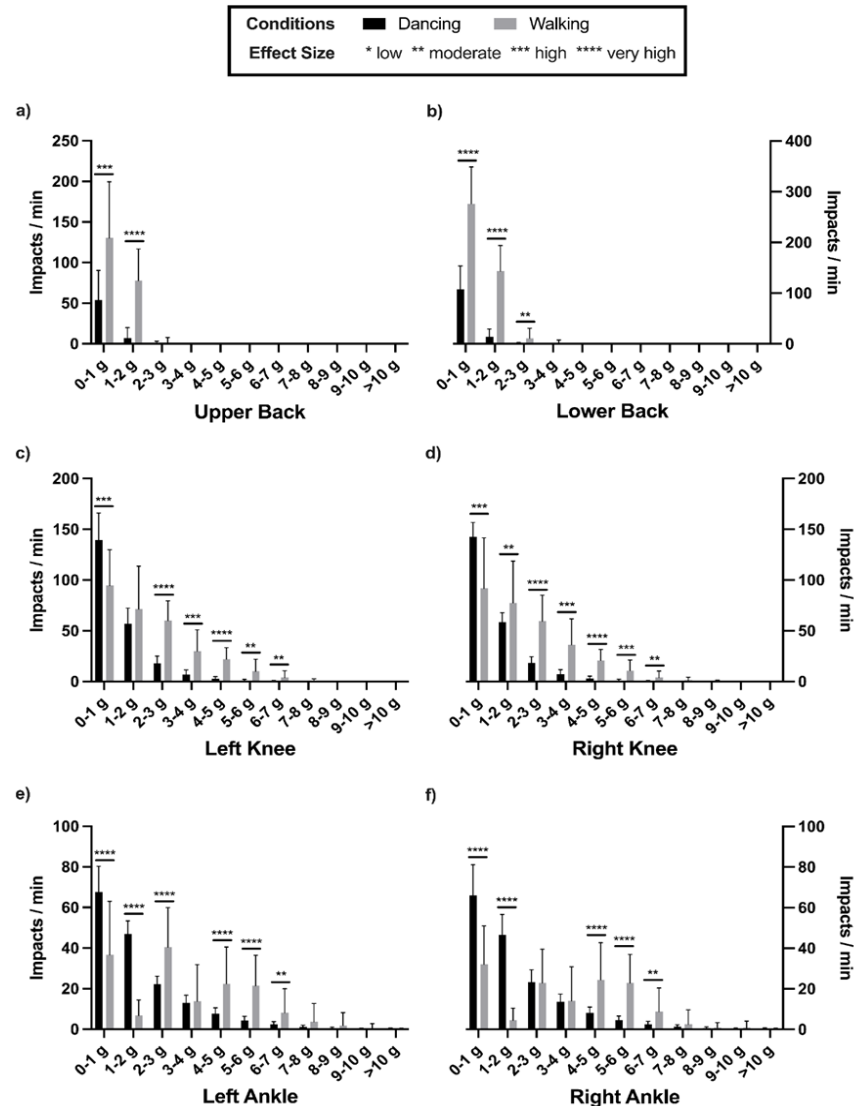 Conditions Dancing Walking
Effect Size * low ** moderate *** high **** very high
a)
250
200
150
100
50
0
Impacts / min
*** ****
0-1 g 1-2 g 2-3 g 3-4 g 4-5 g 5-6 g 6-7 g 7-8 g 8-9 g 9-10 g >10 g
Upper Back
b)
400
300
200
100
0
Impacts / min
**** **** **
0-1 g 1-2 g 2-3 g 3-4 g 4-5 g 5-6 g 6-7 g 7-8 g 8-9 g 9-10 g >10 g
Lower Back
c)
200
150
100
50
0
Impacts / min
*** **** *** **** ** **
0-1 g 1-2 g 2-3 g 3-4 g 4-5 g 5-6 g 6-7 g 7-8 g 8-9 g 9-10 g >10 g
Left Knee
d)
200
150
100
50
0
Impacts / min
*** ** **** *** **** *** **
0-1 g 1-2 g 2-3 g 3-4 g 4-5 g 5-6 g 6-7 g 7-8 g 8-9 g 9-10 g >10 g
Right Knee
e)
100
80
60
40
20
0
Impacts / min
**** **** **** **** **** **
0-1 g 1-2 g 2-3 g 3-4 g 4-5 g 5-6 g 6-7 g 7-8 g 8-9 g 9-10 g >10 g
Left Ankle
f)
100
80
60
40
20
0
Impacts / min
**** **** **** **** **
0-1 g 1-2 g 2-3 g 3-4 g 4-5 g 5-6 g 6-7 g 7-8 g 8-9 g 9-10 g >10 g
Right Ankle